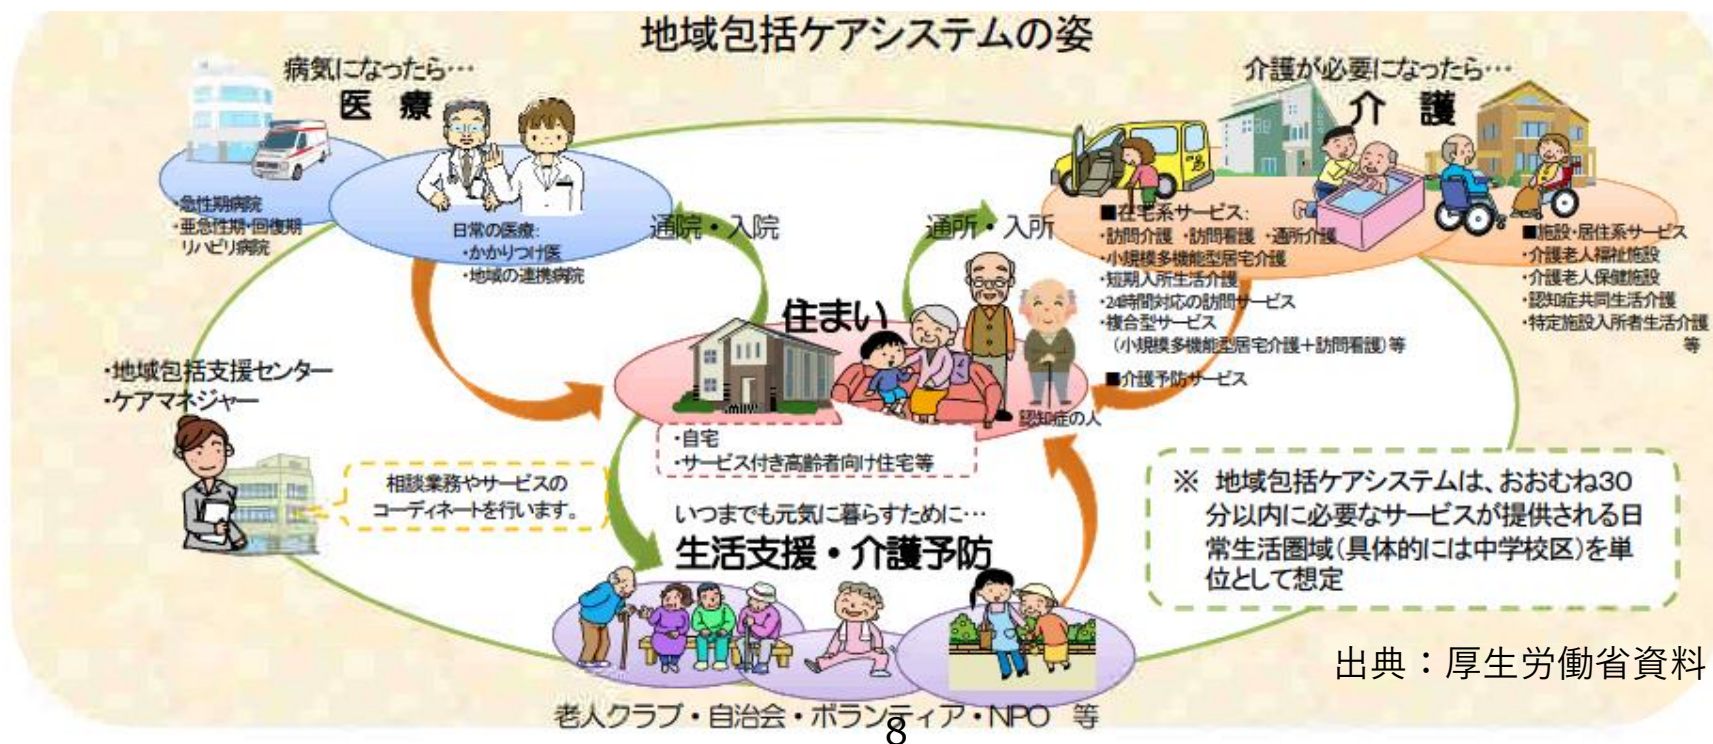 地域包括ケアシステムの姿
病気になったら…
医 療
・急性期病院
・亜急性期・回復期
リハビリ病院
日常の医療:
・かかりつけ医
・地域の連携病院
通院・入院
介護が必要になったら…
介 護
通所・入所
■在宅系サービス:
・訪問介護 ・訪問看護 ・通所介護
・小規模多機能型居宅介護
・短期入所生活介護
・24時間対応の訪問サービス
・複合型サービス
(小規模多機能型居宅介護+訪問看護)等
■介護予防サービス
■施設・居住系サービス
・介護老人福祉施設
・介護老人保健施設
・認知症共同生活介護
・特定施設入所者生活介護
等
住まい
認知症の人
・自宅
・サービス付き高齢者向け住宅等
・地域包括支援センター
・ケアマネジャー
相談業務やサービスの
コーディネートを行います。
いつまでも元気に暮らすために…
生活支援・介護予防
老人クラブ・自治会・ボランティア・NPO 等
※ 地域包括ケアシステムは、おおむね30
分以内に必要なサービスが提供される日
常生活圏域(具体的には中学校区)を単
位として想定
出典：厚生労働省資料
8